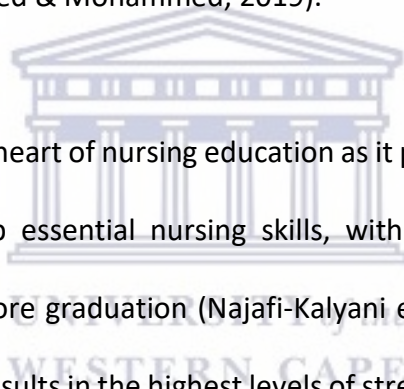 ed & Mohammed, 2019).
heart of nursing education as it p
o essential nursing skills, with
ore graduation (Najafi-Kalyani e
sults in the highest levels of stre
UNIVERSITY of the
WESTERN CAPE